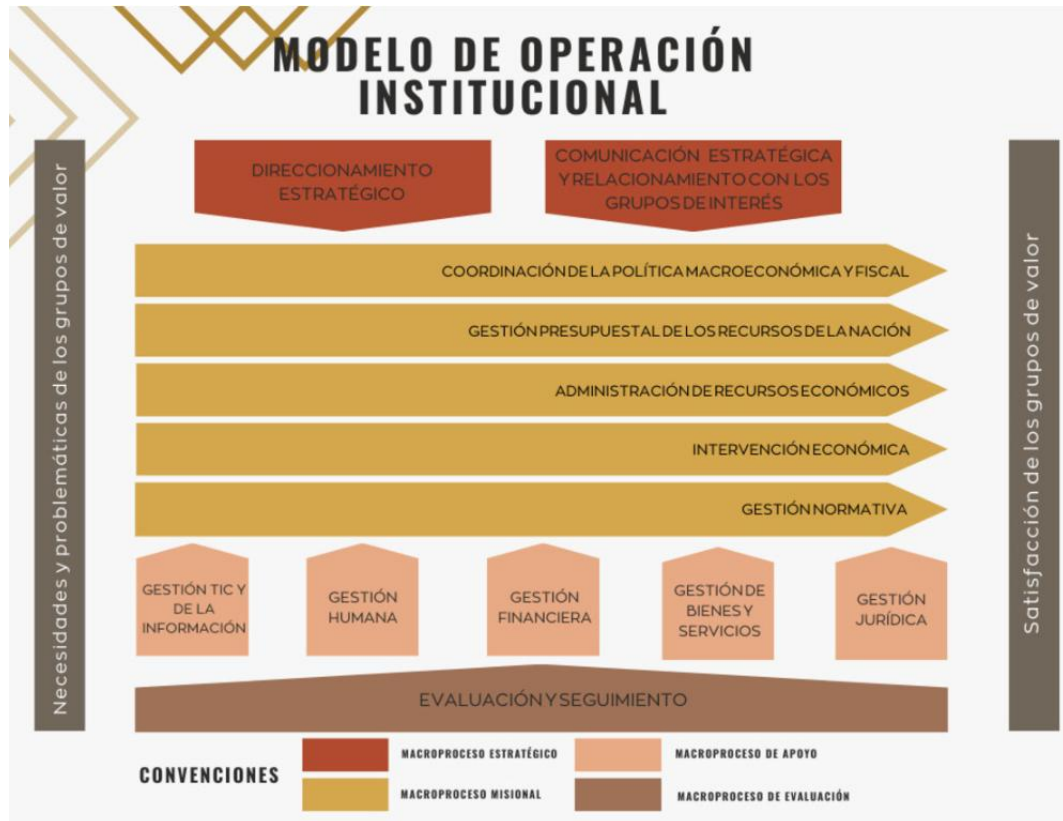 MODELO DE OPERACIÓN
INSTITUCIONAL
Necesidades y problemáticas de los grupos de valor
DIRECCIONAMIENTO
ESTRATÉGICO
COMUNICACIÓN ESTRATÉGICA
Y RELACIONAMIENTO CON LOS
GRUPOS DE INTERÉS
COORDINACIÓN DE LA POLÍTICA MACROECONÓMICA Y FISCAL
GESTIÓN PRESUPUESTAL DE LOS RECURSOS DE LA NACIÓN
ADMINISTRACIÓN DE RECURSOS ECONÓMICOS
INTERVENCIÓN ECONÓMICA
GESTIÓN NORMATIVA
GESTIÓN TIC Y
DE LA
INFORMACIÓN
GESTIÓN
HUMANA
GESTIÓN
FINANCIERA
GESTIÓN DE
BIENES Y
SERVICIOS
GESTIÓN
JURÍDICA
EVALUACIÓN Y SEGUIMIENTO
Satisfacción de los grupos de valor
CONVENCIONES
MACROPROCESO ESTRATÉGICO
MACROPROCESO MISIONAL
MACROPROCESO DE APOYO
MACROPROCESO DE EVALUACIÓN